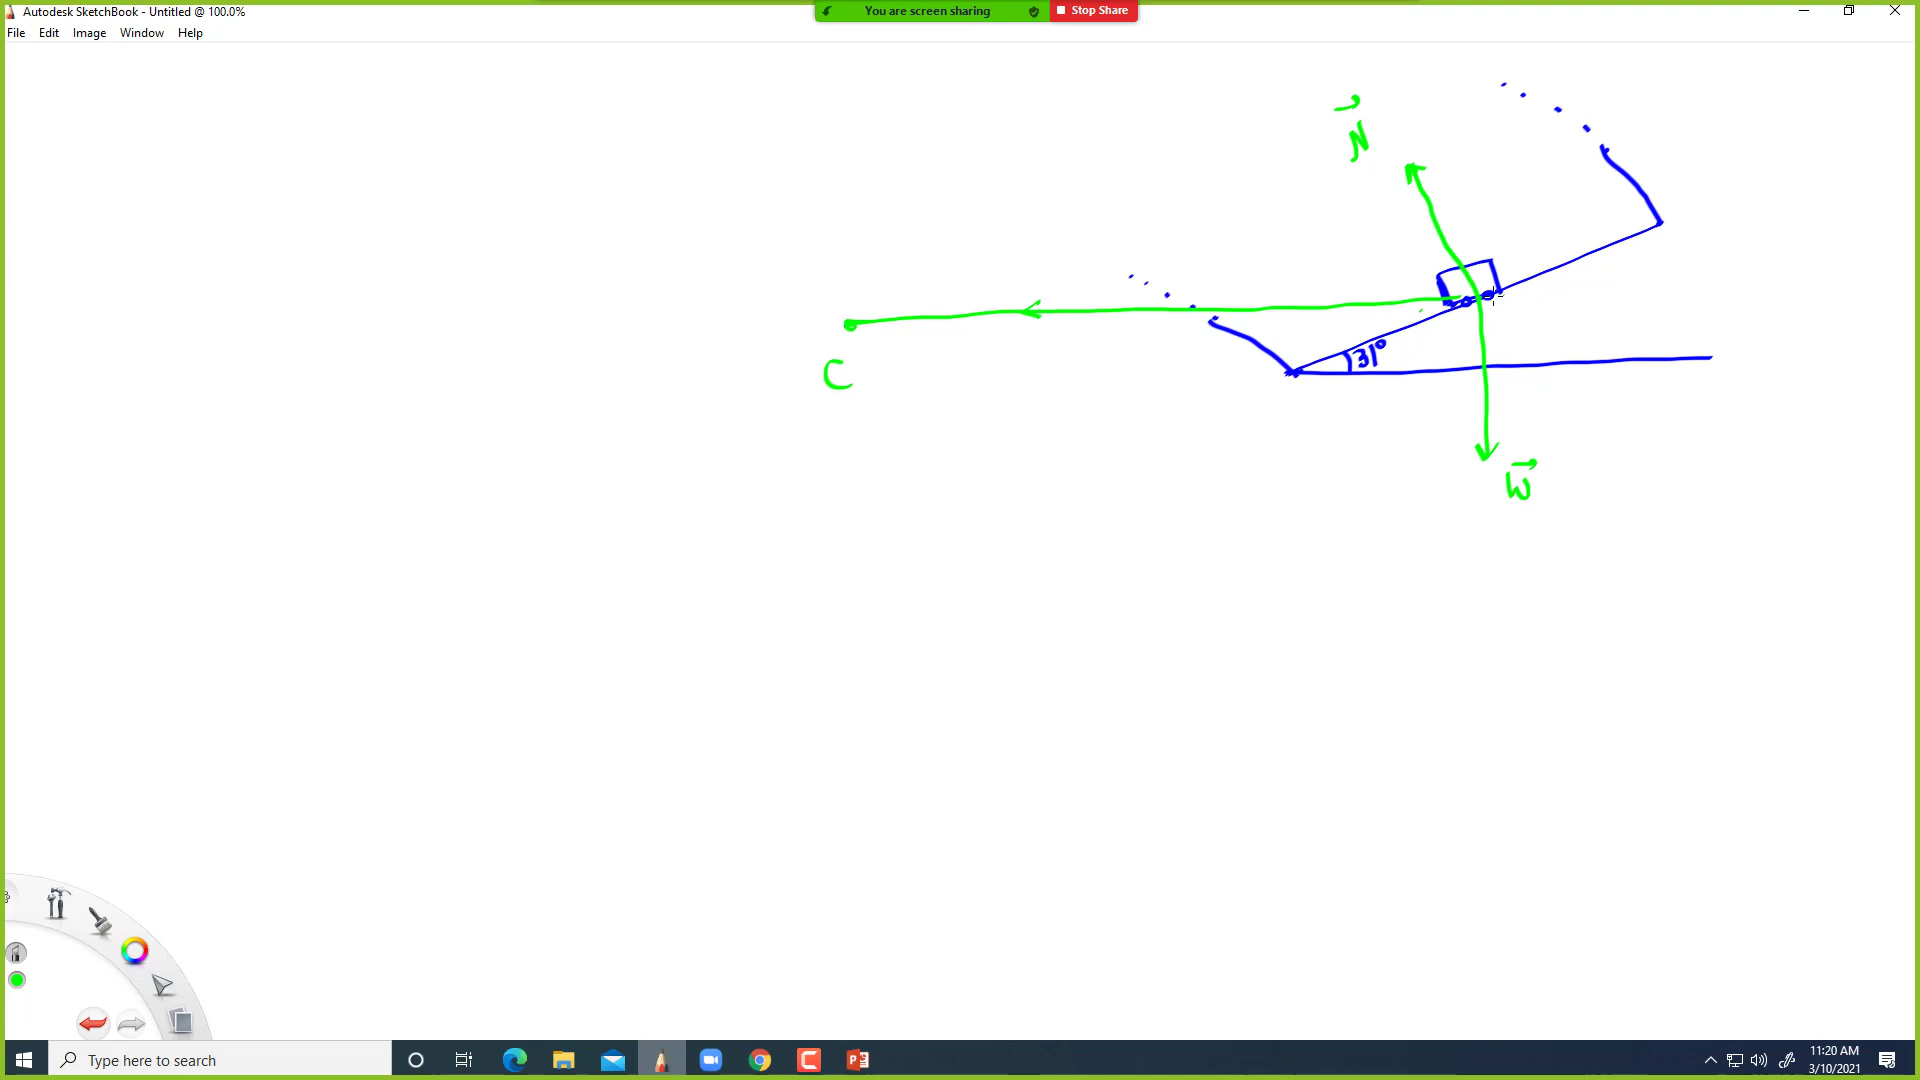 Autodesk SketchBook - Untitled @ 100.0%
You are screen sharing
Stop Share
File Edit Image Window Help
N
31°
C
W
Type here to search
11:20 AM
3/10/2021